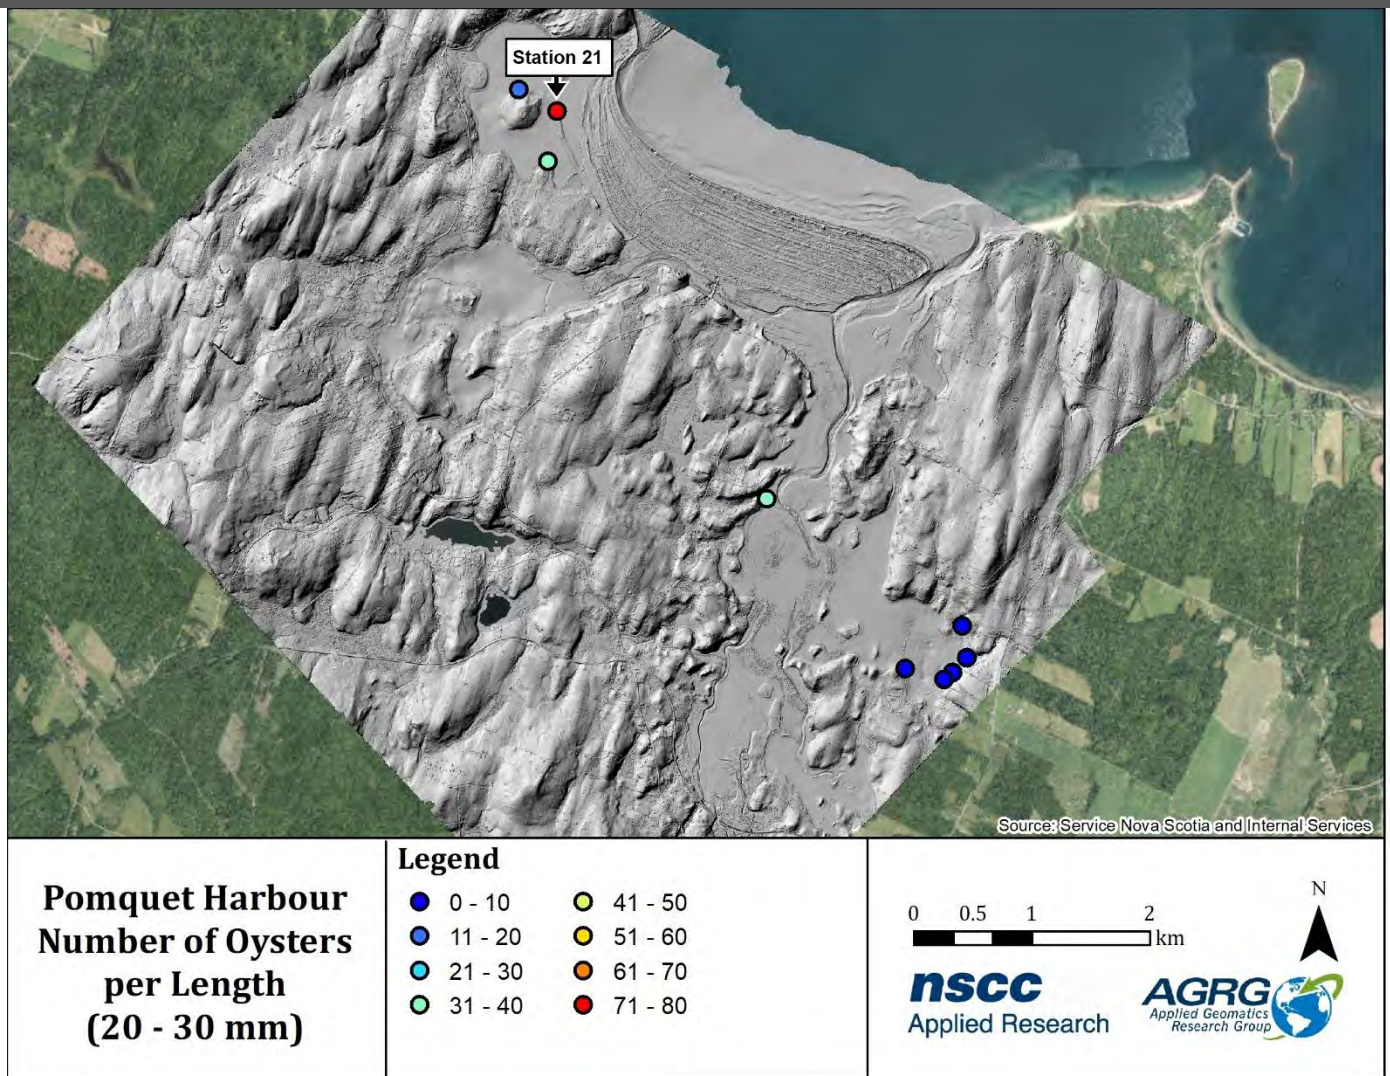 Station 21
Source: Service Nova Scotia and Internal Services
Pomquet Harbour
Number of Oysters
per Length
(20 - 30 mm)
Legend
0 - 10
11 - 20
21 - 30
31 - 40
41 - 50
51 - 60
61 - 70
71 - 80
0 0.5 1 2
km
N
nscc
Applied Research
AGRG
Applied Geomatics
Research Group